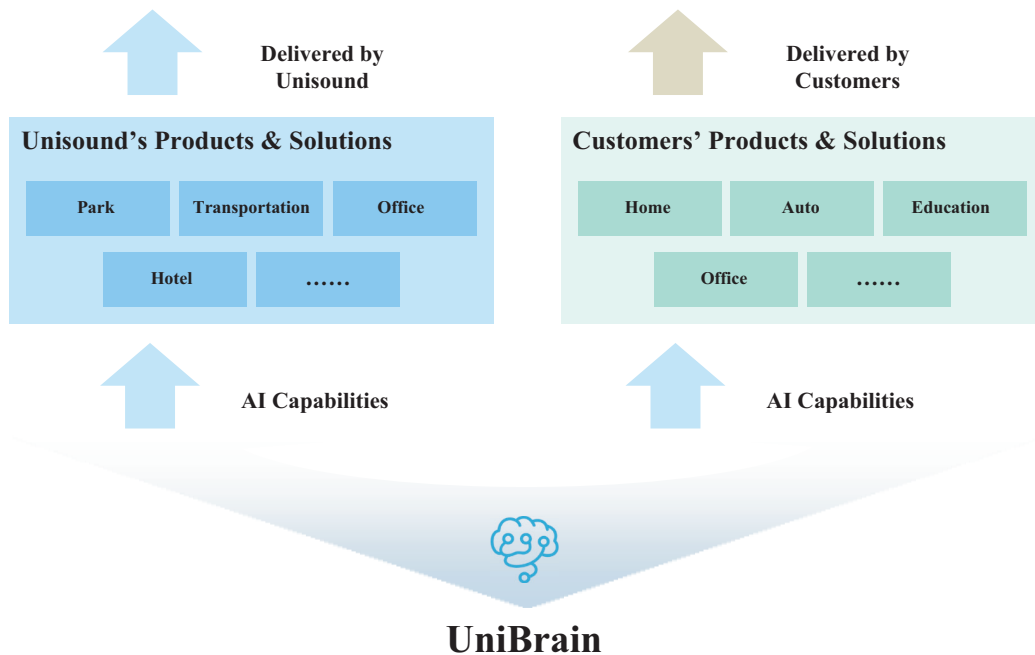 Delivered by
Unisound
Delivered by
Customers
Unisound’s Products & Solutions
Park
Transportation
Office
Hotel
......
Customers’ Products & Solutions
Home
Auto
Education
Office
......
AI Capabilities
AI Capabilities
UniBrain